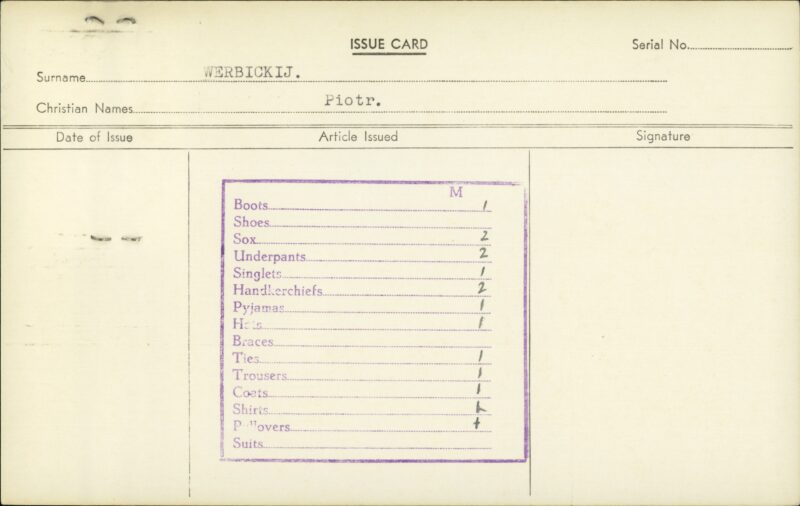 ISSUE CARD
Serial No.
Surname WERBICKIJ.
Christian Names Piotr.
Date of Issue Article Issued Signature
M
Boots 1
Shoes
Sox 2
Underpants 2
Singlets 1
Handkerchiefs 2
Pyjamas 1
Hats 1
Braces
Ties 1
Trousers 1
Coats 1
Shirts
Pullovers
Suits